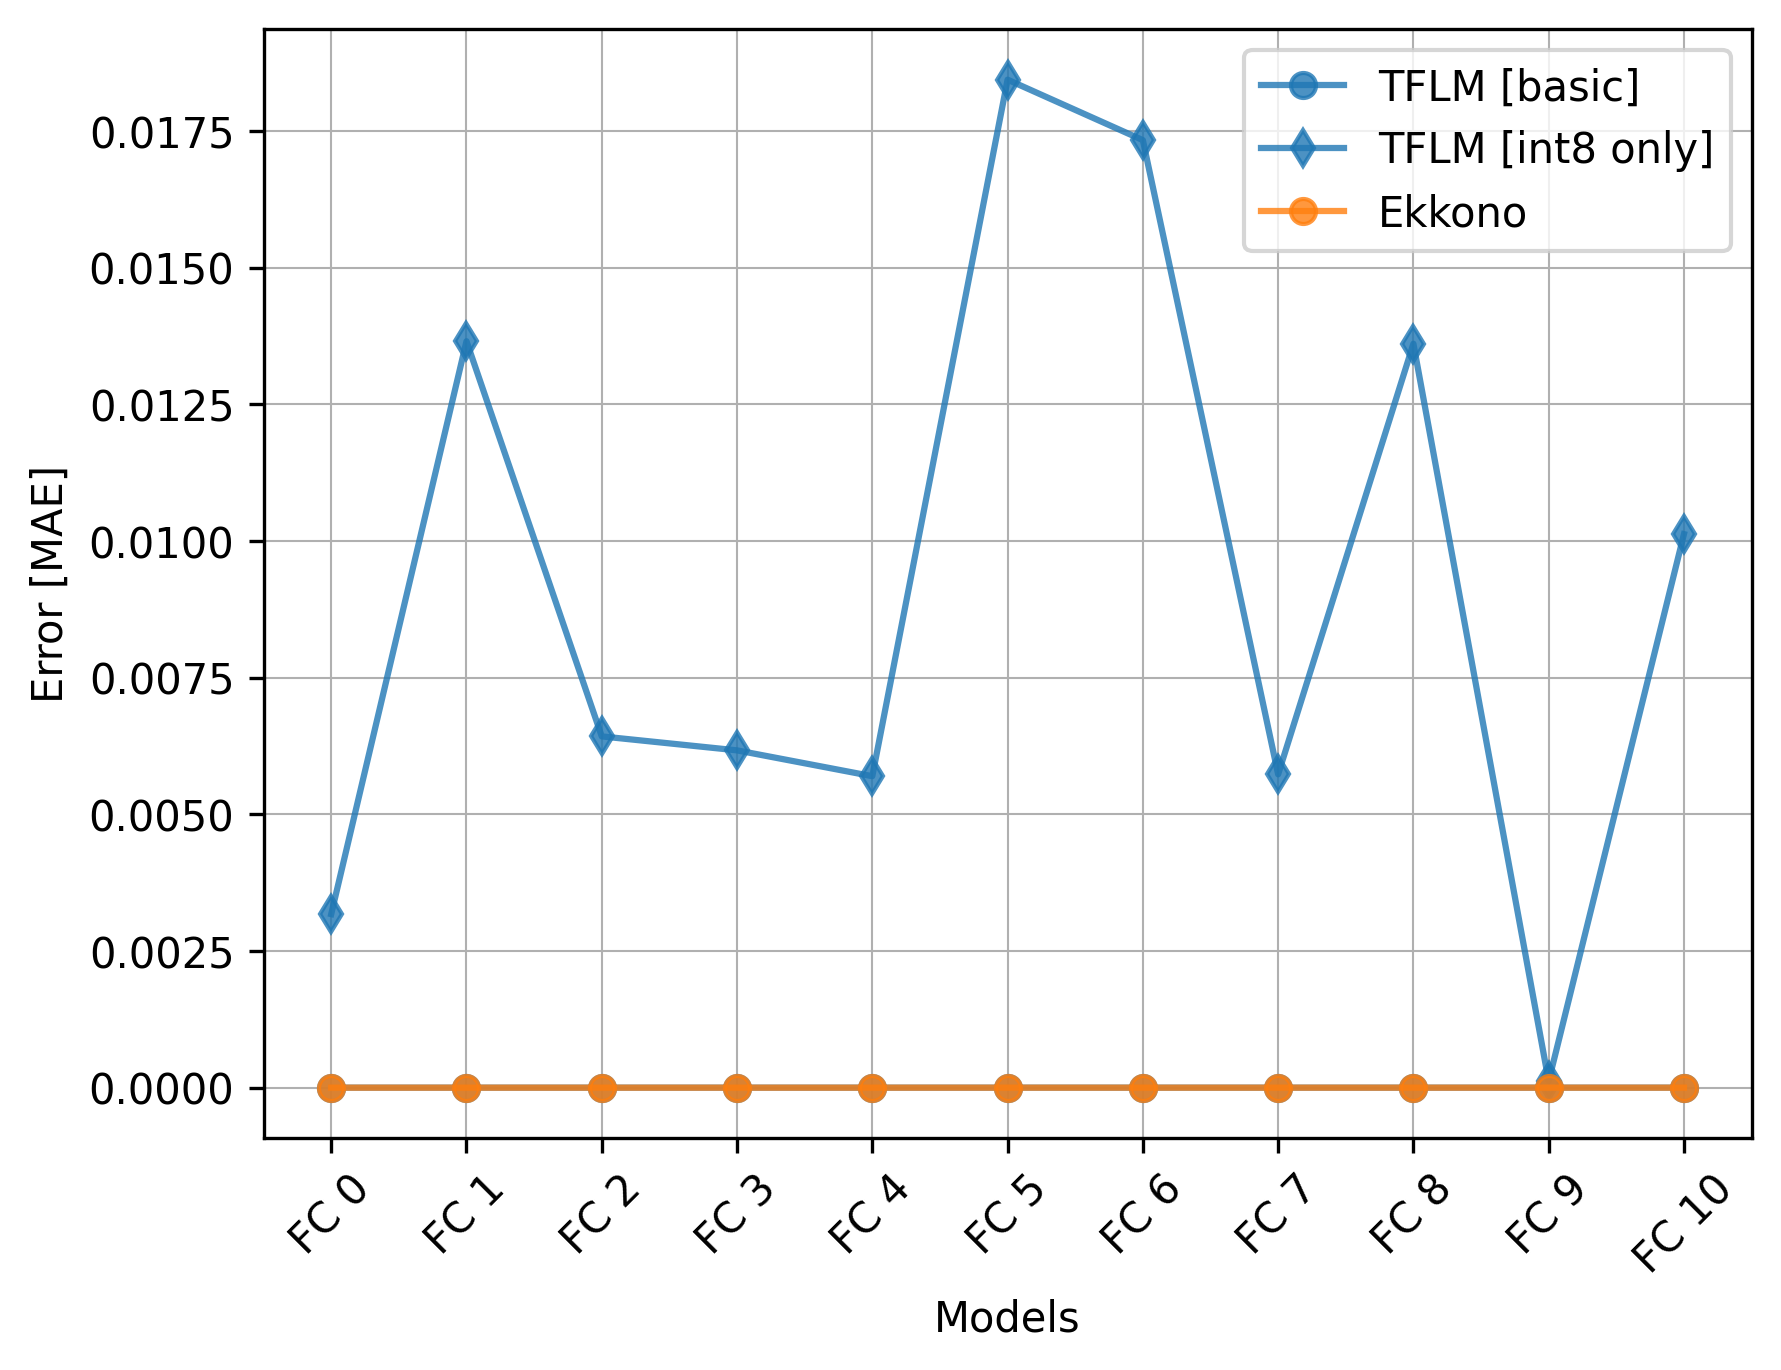 TFLM [basic]
TFLM [int8 only]
Ekkono
Error [MAE]
0.0175
0.0150
0.0125
0.0100
0.0075
0.0050
0.0025
0.0000
FC 0
FC 1
FC 2
FC 3
FC 4
FC 5
FC 6
FC 7
FC 8
FC 9
FC 10
Models